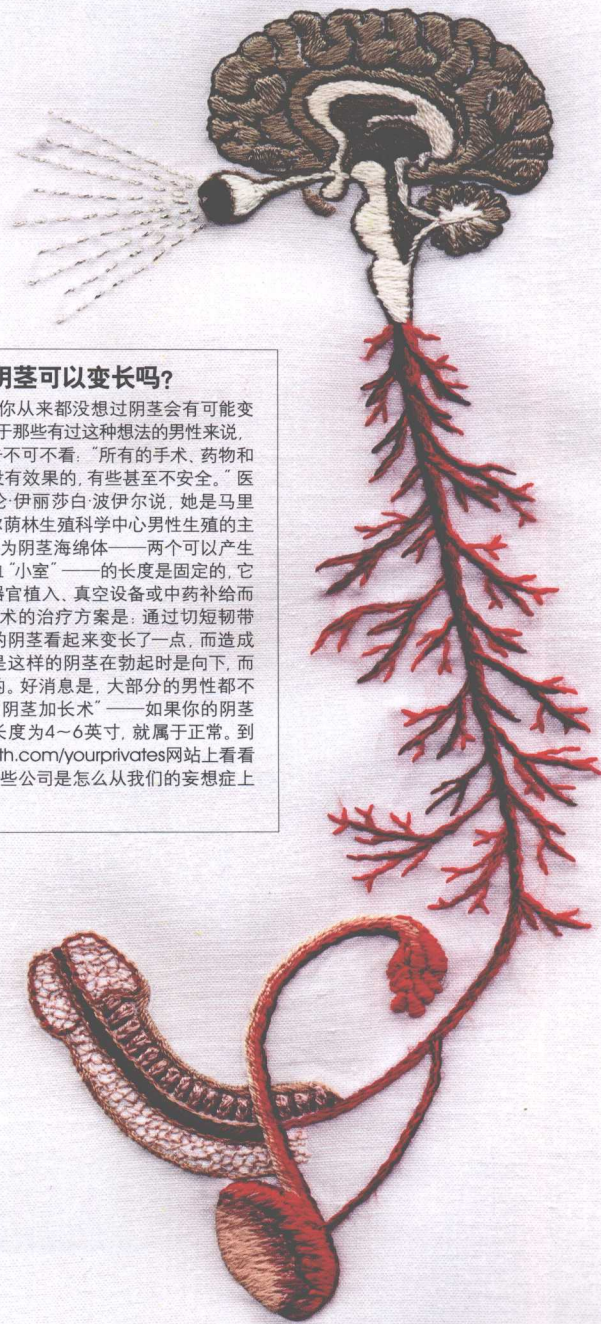 阴茎可以变长吗?
你从来都没想过阴茎会有可能变
于那些有过这种想法的男性来说,
不可不看: “所有的手术、药物和
没有效果的, 有些甚至不安全。” 医
伦·伊丽莎白·波伊尔说, 她是马里
荫林生殖科学中心男性生殖的主
为阴茎海绵体——两个可以产生
“小室” ——的长度是固定的, 它
器官植入、真空设备或中药补给而
术的治疗方案是: 通过切短韧带
的阴茎看起来变长了一点, 而造成
是这样的阴茎在勃起时是向下, 而
的。好消息是, 大部分的男性都不
阴茎加长术” ——如果你的阴茎
长度为4~6英寸, 就属于正常。到
th.com/yourprivates网站上看看
些公司是怎么从我们的妄想症上